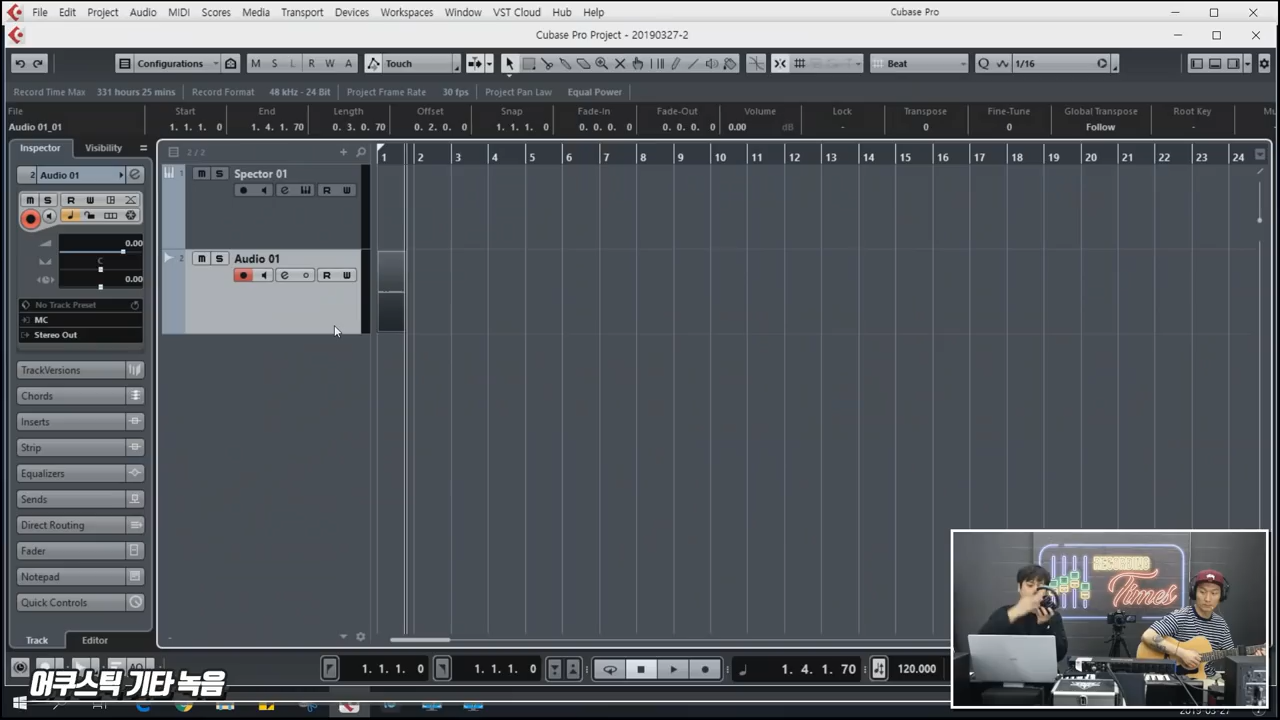 File Edit Project Audio MIDI Scores Media Transport Devices Workspaces Window VST Cloud Hub Help Cubase Pro
Cubase Pro Project - 20190327-2
Configurations M S L R W A Touch Beat Q 1/16
Record Time Max 331 hours 25 mins Record Format 48 kHz - 24 Bit Project Frame Rate 30 fps Project Pan Law Equal Power
File Start End Length Offset Snap Fade-In Fade-Out Volume Lock Transpose Fine-Tune Global Transpose Root Key
Audio 01_01 1. 1. 1. 0 1. 4. 1. 70 0. 3. 0. 70 0. 2. 0. 0 1. 1. 1. 0 0. 0. 0. 0 0. 0. 0. 0 0.00 dB - 0 0 Follow -
Inspector Visibility 2 / 2 1 2 3 4 5 6 7 8 9 10 11 12 13 14 15 16 17 18 19 20 21 22 23 24
2 Audio 01
1 m S Spector 01
R W
m S R W
2 m S Audio 01
R W
0.00
C
0.00
No Track Preset
MC
Stereo Out
TrackVersions
Chords
Inserts
Strip
Equalizers
Sends
Direct Routing
Fader
Notepad
Quick Controls
Track Editor
RECORDING
Times
1. 1. 1. 0 1. 1. 1. 0 1. 4. 1. 70 120.000
어쿠스틱 기타 녹음
2019-03-27